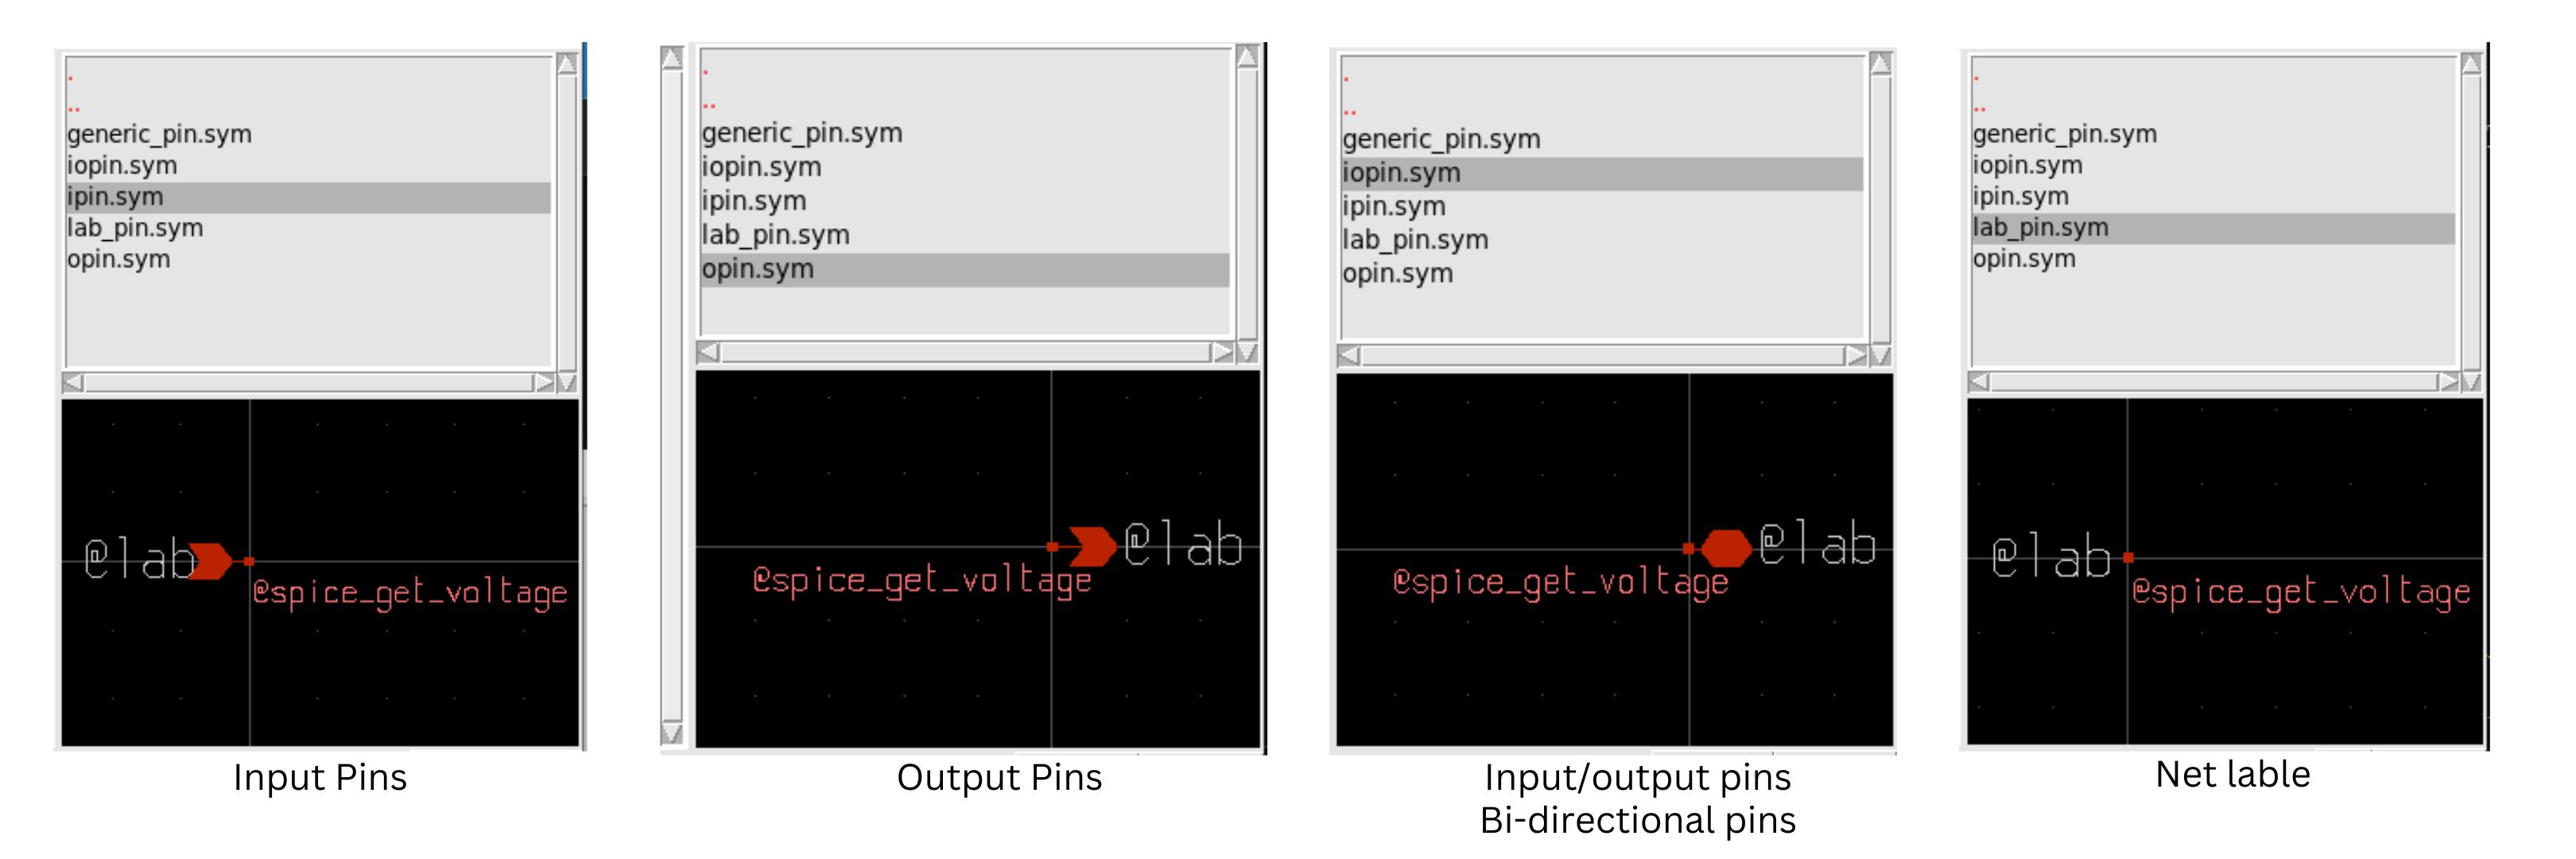 .
..
generic_pin.sym
iopin.sym
ipin.sym
lab_pin.sym
opin.sym
@lab
@spice_get_voltage
Input Pins
.
..
generic_pin.sym
iopin.sym
ipin.sym
lab_pin.sym
opin.sym
@lab
@spice_get_voltage
Output Pins
.
..
generic_pin.sym
iopin.sym
ipin.sym
lab_pin.sym
opin.sym
@lab
@spice_get_voltage
Input/output pins
Bi-directional pins
.
..
generic_pin.sym
iopin.sym
ipin.sym
lab_pin.sym
opin.sym
@lab
@spice_get_voltage
Net lable